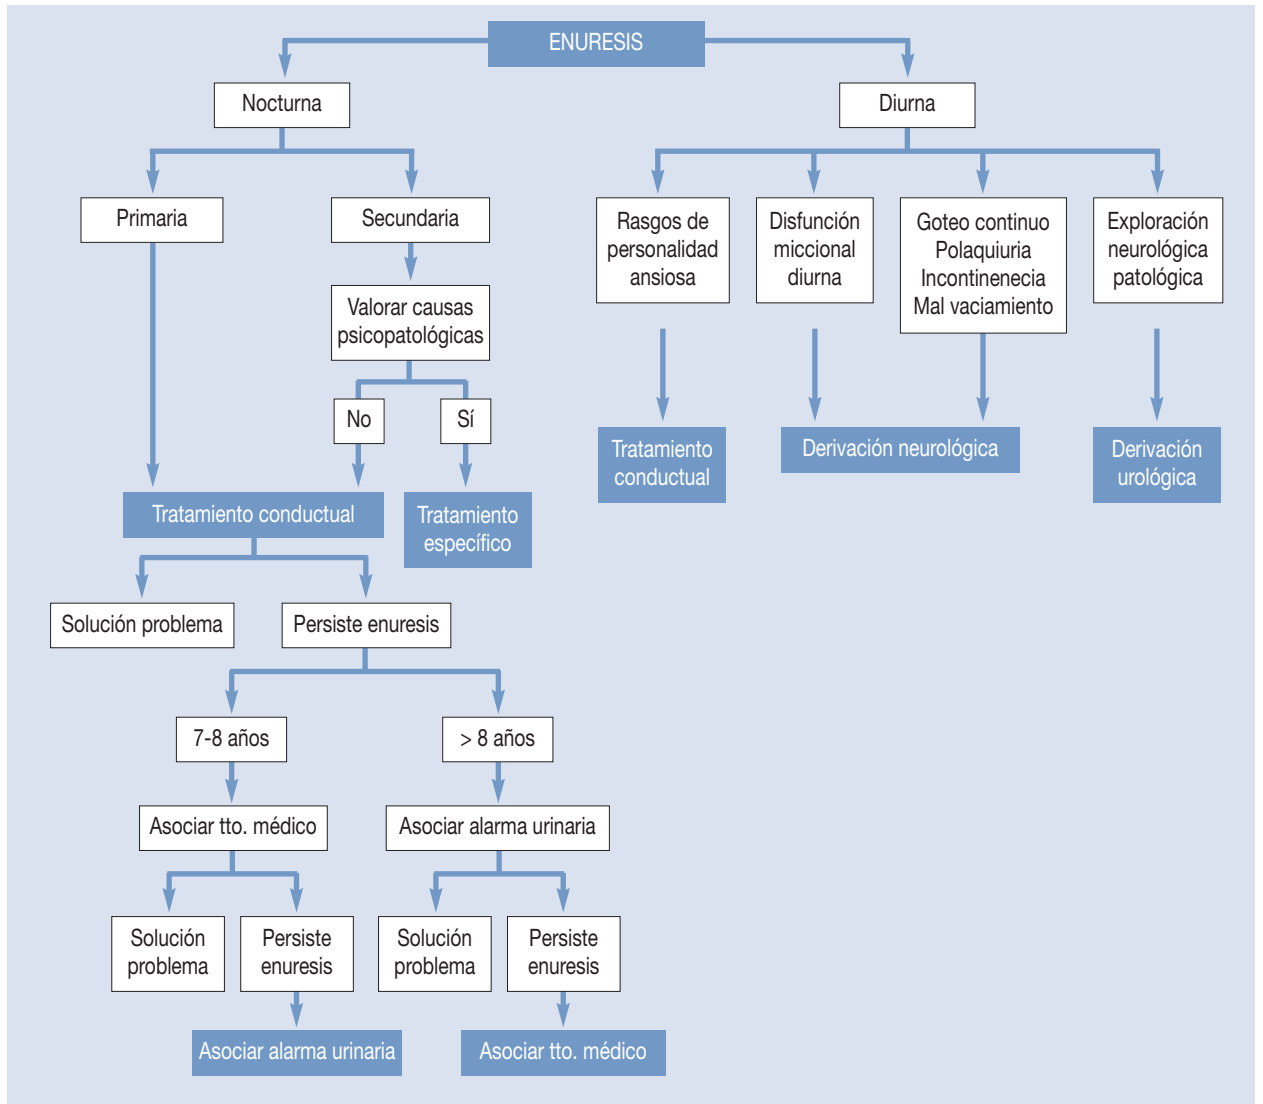 ENURESIS
Nocturna
Diurna
Primaria
Secundaria
Rasgos de
personalidad
ansiosa
Disfunción
miccional
diurna
Goteo continuo
Polaquiuria
Incontinenecia
Mal vaciamiento
Exploración
neurológica
patológica
Valorar causas
psicopatológicas
No
Sí
Tratamiento
conductual
Derivación neurológica
Derivación
urológica
Tratamiento conductual
Tratamiento
específico
Solución problema
Persiste enuresis
7-8 años
> 8 años
Asociar tto. médico
Asociar alarma urinaria
Solución
problema
Persiste
enuresis
Solución
problema
Persiste
enuresis
Asociar alarma urinaria
Asociar tto. médico